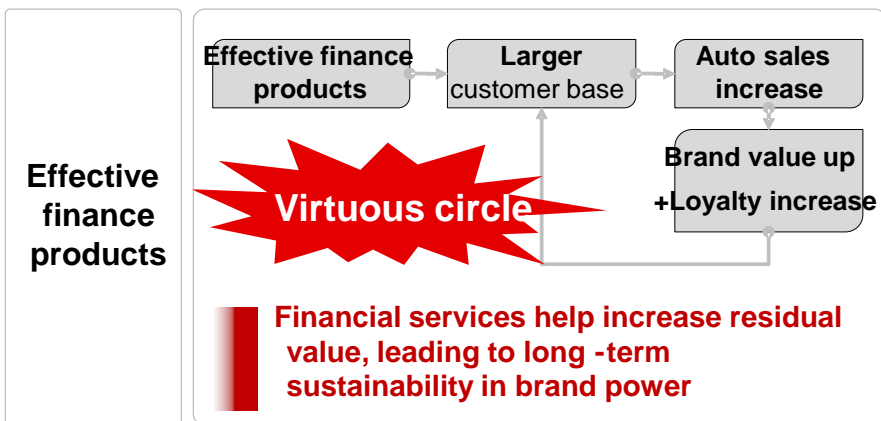 Effective
finance
products
Effective finance
products
Larger
customer base
Auto sales
increase
Brand value up
+Loyalty increase
Virtuous circle
Financial services help increase residual
value, leading to long -term
sustainability in brand power